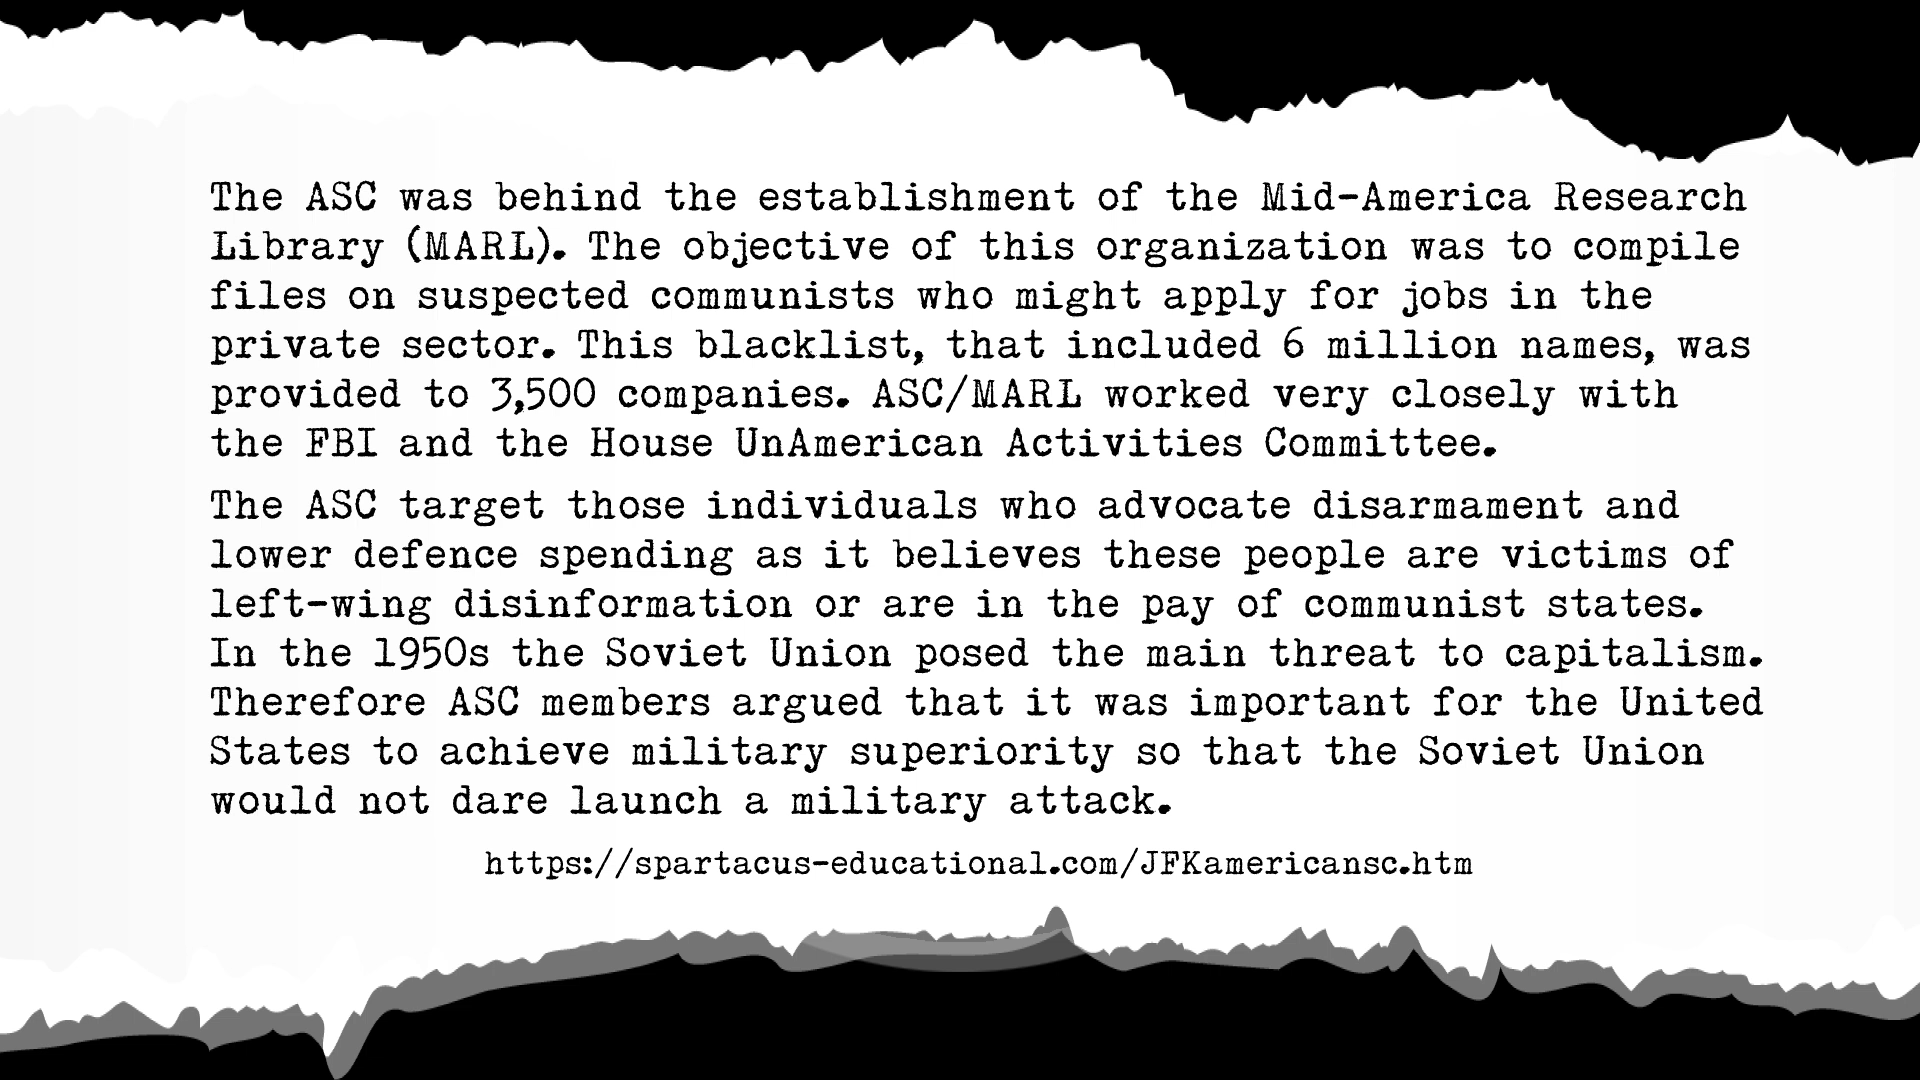 The ASC was behind the establishment of the Mid-America Research
Library (MARL). The objective of this organization was to compile
files on suspected communists who might apply for jobs in the
private sector. This blacklist, that included 6 million names, was
provided to 3,500 companies. ASC/MARL worked very closely with
the FBI and the House UnAmerican Activities Committee.
The ASC target those individuals who advocate disarmament and
lower defence spending as it believes these people are victims of
left-wing disinformation or are in the pay of communist states.
In the 1950s the Soviet Union posed the main threat to capitalism.
Therefore ASC members argued that it was important for the United
States to achieve military superiority so that the Soviet Union
would not dare launch a military attack.
https://spartacus-educational.com/JFKamericansc.htm